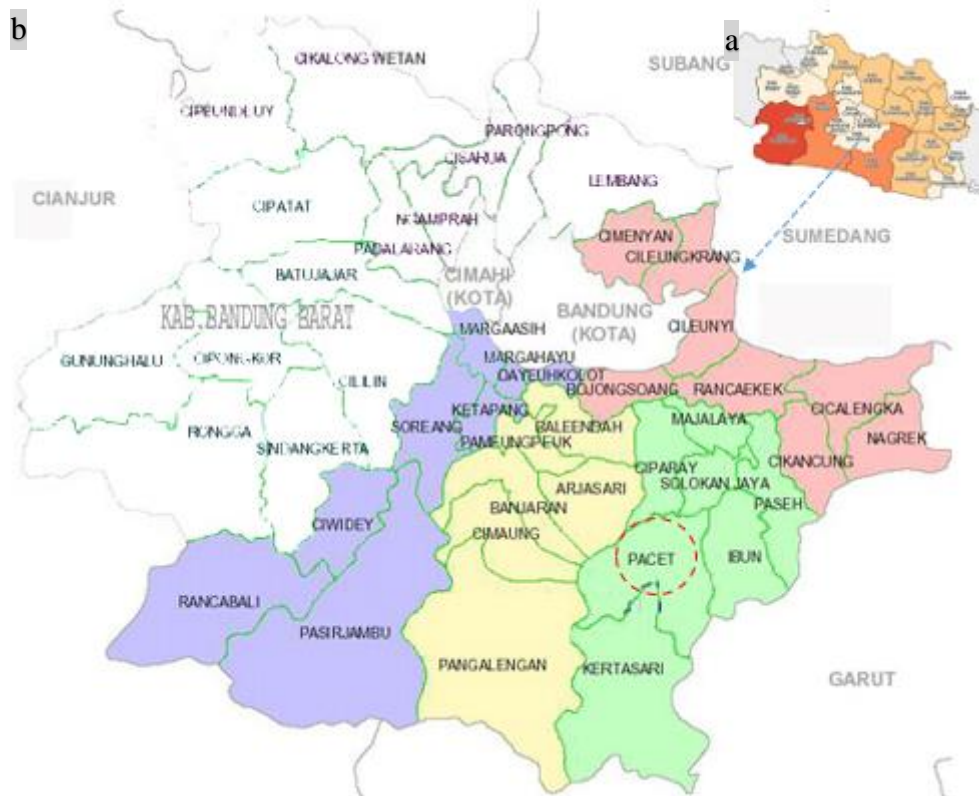 b
a
CIKALONG WETAN
SUBANG
CIPEUNDEUY
PARONGPONG
CISARUA
LEMBANG
CIANJUR
CIPATAT
NGAMPRAH
CIMENYAN
SUMEDANG
PADALARANG
CILEUNGKRANG
BATUJAJAR
CIMAHI
(KOTA)
KAB.BANDUNG BARAT
BANDUNG
(KOTA)
MARGAASIH
CILEUNYI
GUNUNGHALU
CIPONGKOR
MARGAHAYU
DAYEUHKOLOT
CILILIN
BOJONGSOANG
RANCAEKEK
KETAPANG
CICALENGKA
RONGGA
SOREANG
BALEENDAH
MAJALAYA
SINDANGKERTA
PAMEUNGPEUK
NAGREK
CIPARAY
CIKANCUNG
SOLOKAN JAYA
ARJASARI
PASEH
BANJARAN
CIWIDEY
CIMAUNG
PACET
IBUN
RANCABALI
PASIRJAMBU
PANGALENGAN
KERTASARI
GARUT